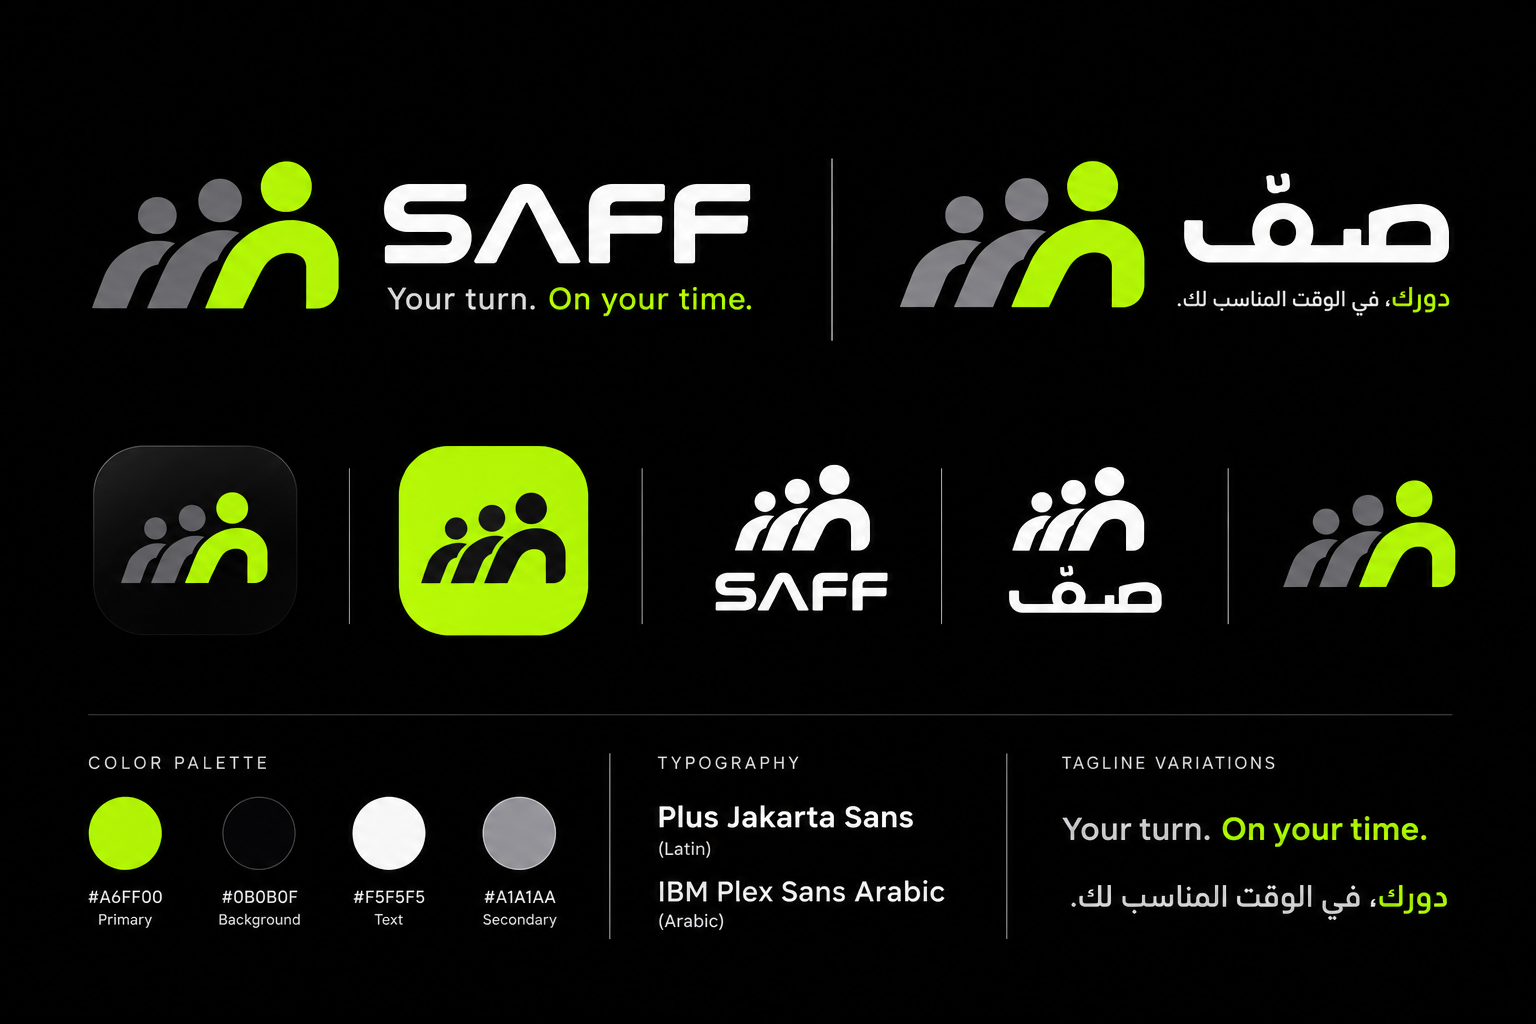 SAFF
Your turn. On your time.
صفّ
دورك، في الوقت المناسب لك.
SAFF
صفّ
COLOR PALETTE
#A6FF00
Primary
#0B0B0F
Background
#F5F5F5
Text
#A1A1AA
Secondary
TYPOGRAPHY
Plus Jakarta Sans
(Latin)
IBM Plex Sans Arabic
(Arabic)
TAGLINE VARIATIONS
Your turn. On your time.
دورك، في الوقت المناسب لك.